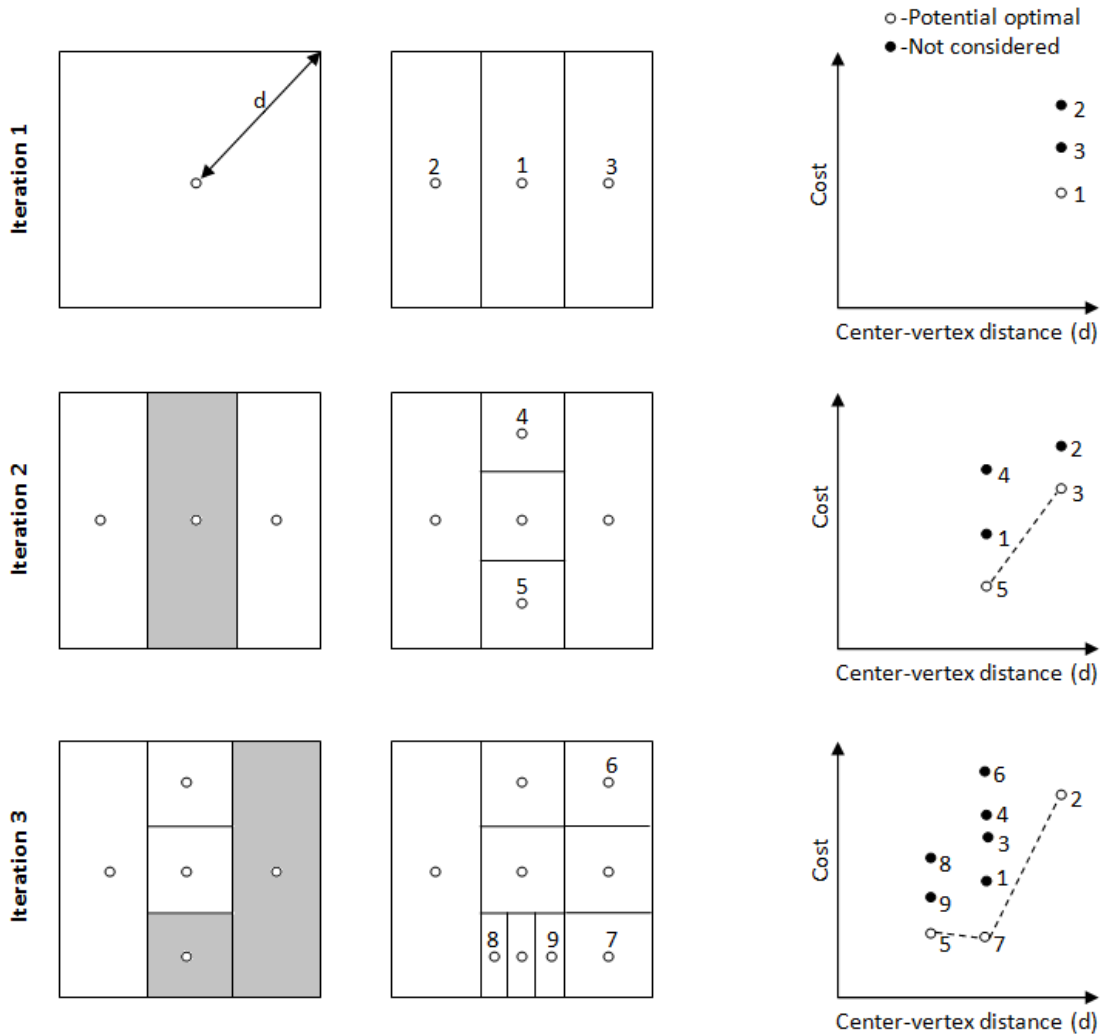 ○-Potential optimal
●-Not considered
Iteration 1
d
2
1
3
Cost
2
3
1
Center-vertex distance (d)
Iteration 2
4
5
Cost
2
4
3
1
5
Center-vertex distance (d)
Iteration 3
6
8
9
7
Cost
6
2
4
3
8
1
9
5
7
Center-vertex distance (d)